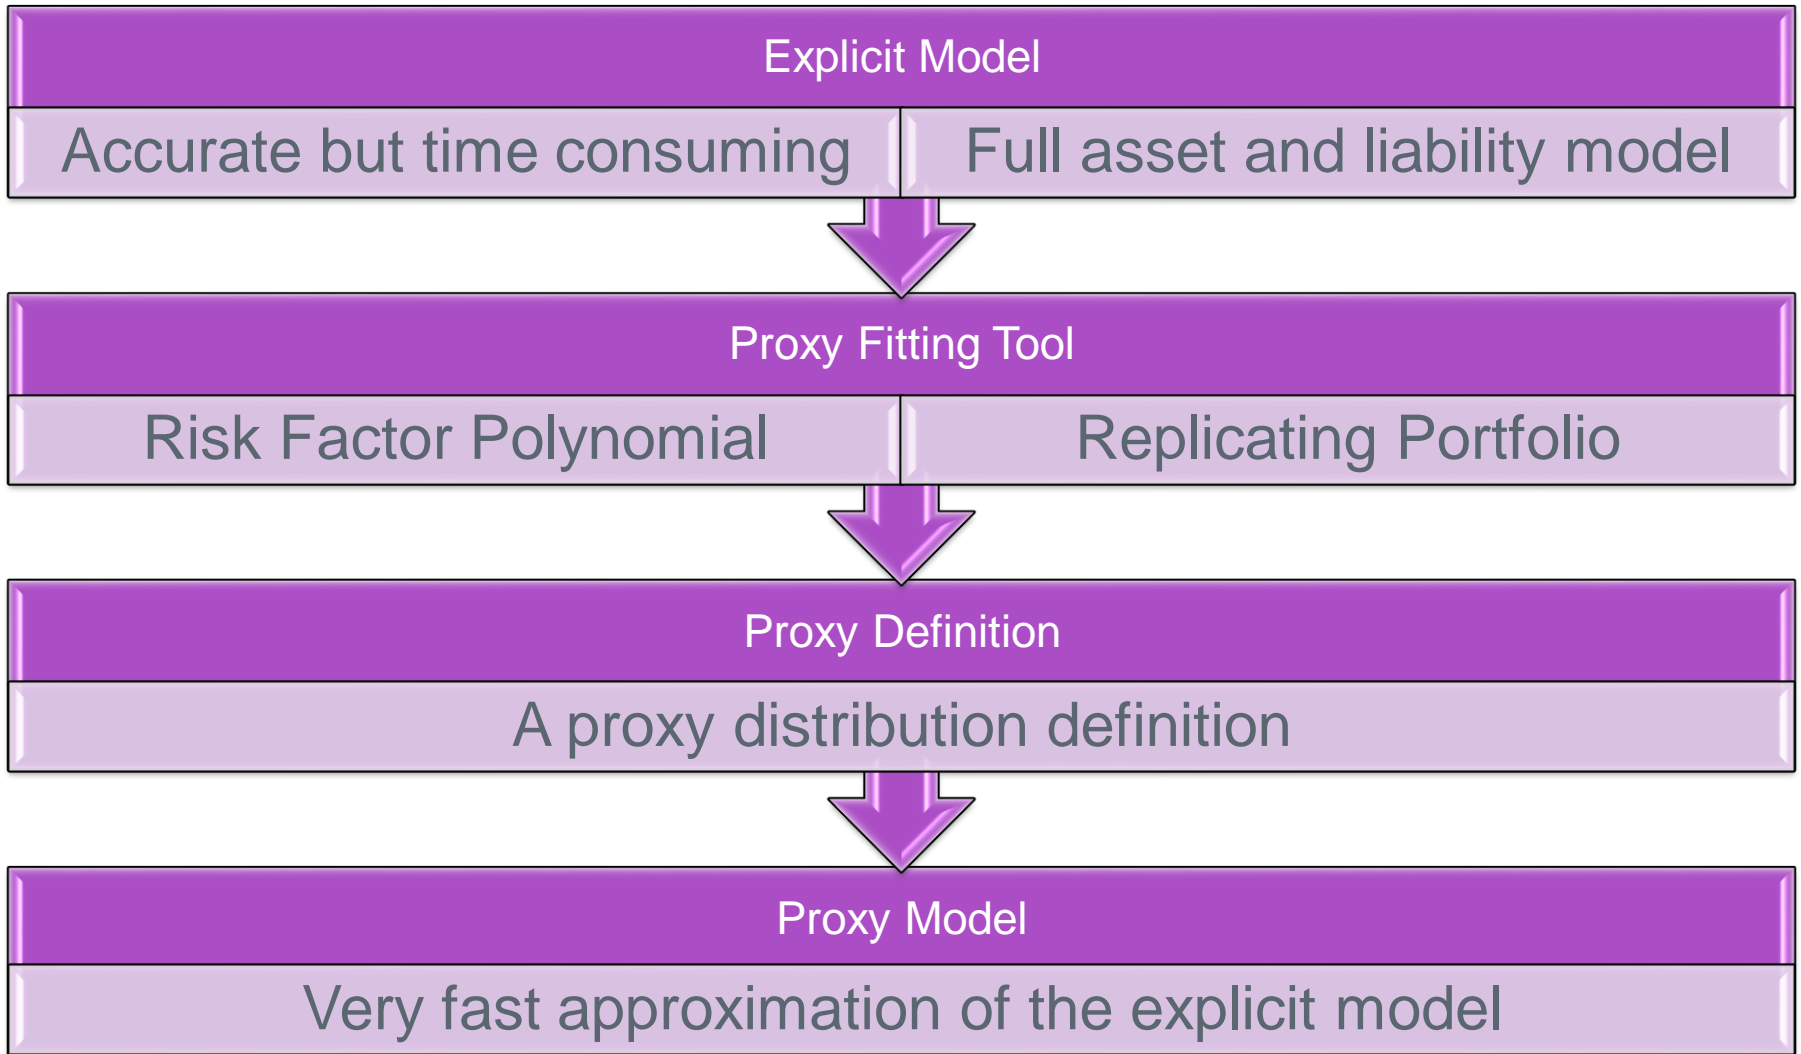 Explicit Model
Accurate but time consuming
Full asset and liability model
Proxy Fitting Tool
Risk Factor Polynomial
Replicating Portfolio
Proxy Definition
A proxy distribution definition
Proxy Model
Very fast approximation of the explicit model